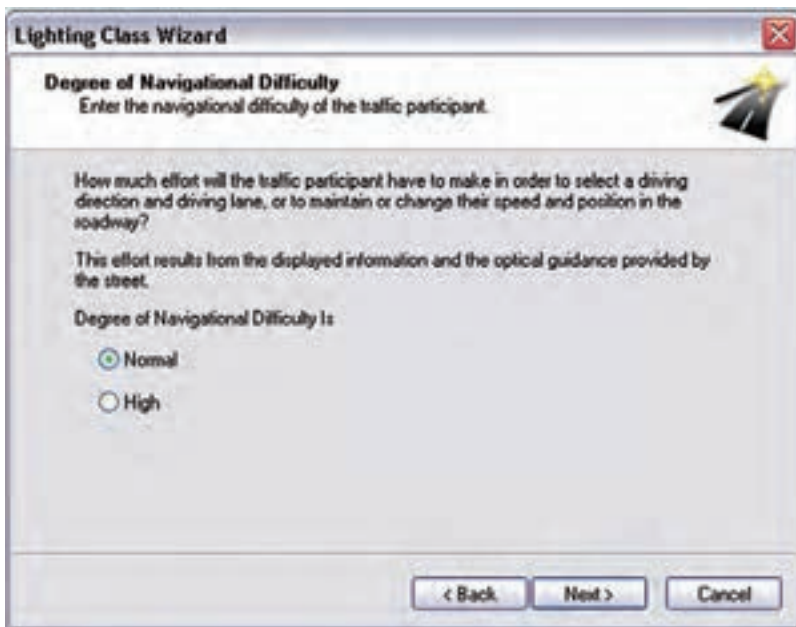 Lighting Class Wizard
Degree of Navigational Difficulty
Enter the navigational difficulty of the traffic participant.
How much effort will the traffic participant have to make in order to select a driving
direction and driving lane, or to maintain or change their speed and position in the
roadway?
This effort results from the displayed information and the optical guidance provided by
the street.
Degree of Navigational Difficulty Is
Normal
High
< Back Next > Cancel